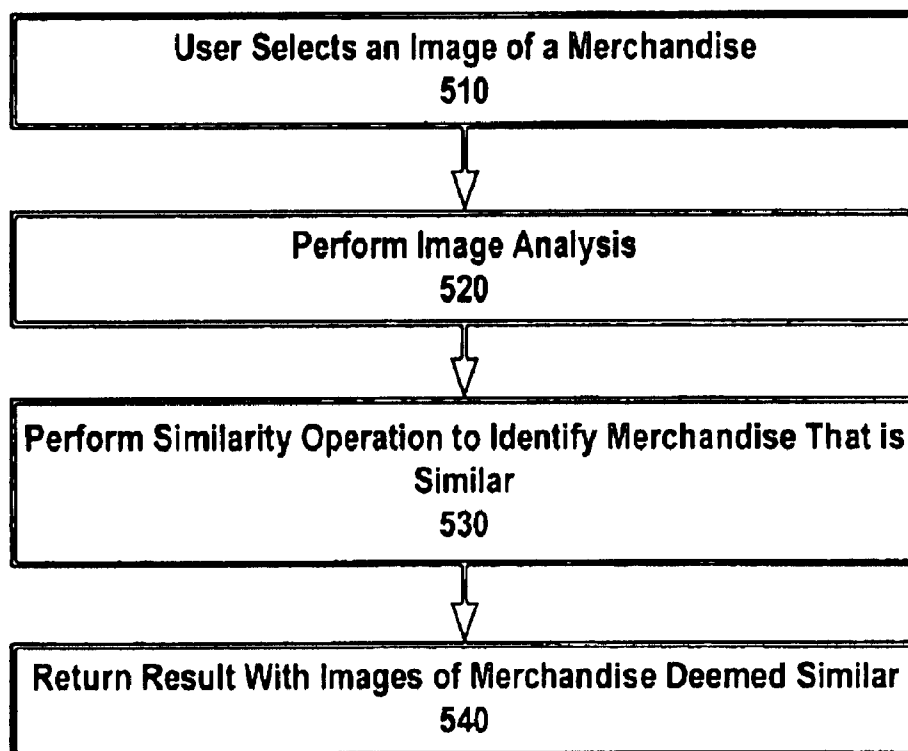 User Selects an Image of a Merchandise
510
Perform Image Analysis
520
Perform Similarity Operation to Identify Merchandise That is
Similar
530
Return Result With Images of Merchandise Deemed Similar
540